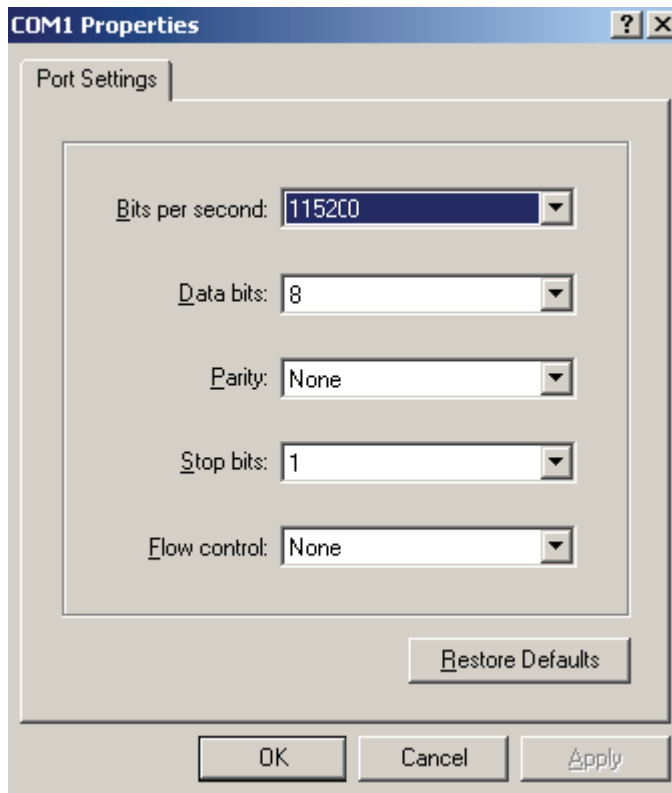 COM1 Properties
Port Settings
Bits per second: 115200
Data bits: 8
Parity: None
Stop bits: 1
Flow control: None
Restore Defaults
OK Cancel Apply